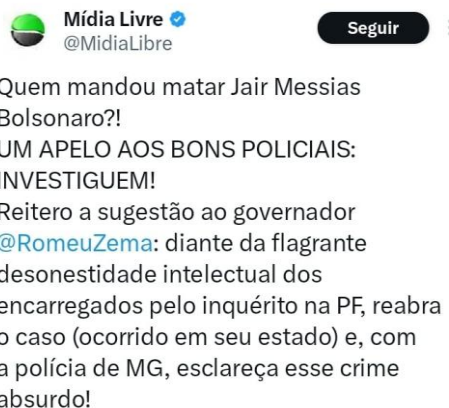 Mídia Livre
@MidiaLibre
Seguir
Quem mandou matar Jair Messias
Bolsonaro?!
UM APELO AOS BONS POLICIAIS:
INVESTIGUEM!
Reitero a sugestão ao governador
@RomeuZema: diante da flagrante
desonestidade intelectual dos
encarregados pelo inquérito na PF, reabra
o caso (ocorrido em seu estado) e, com
a polícia de MG, esclareça esse crime
absurdo!